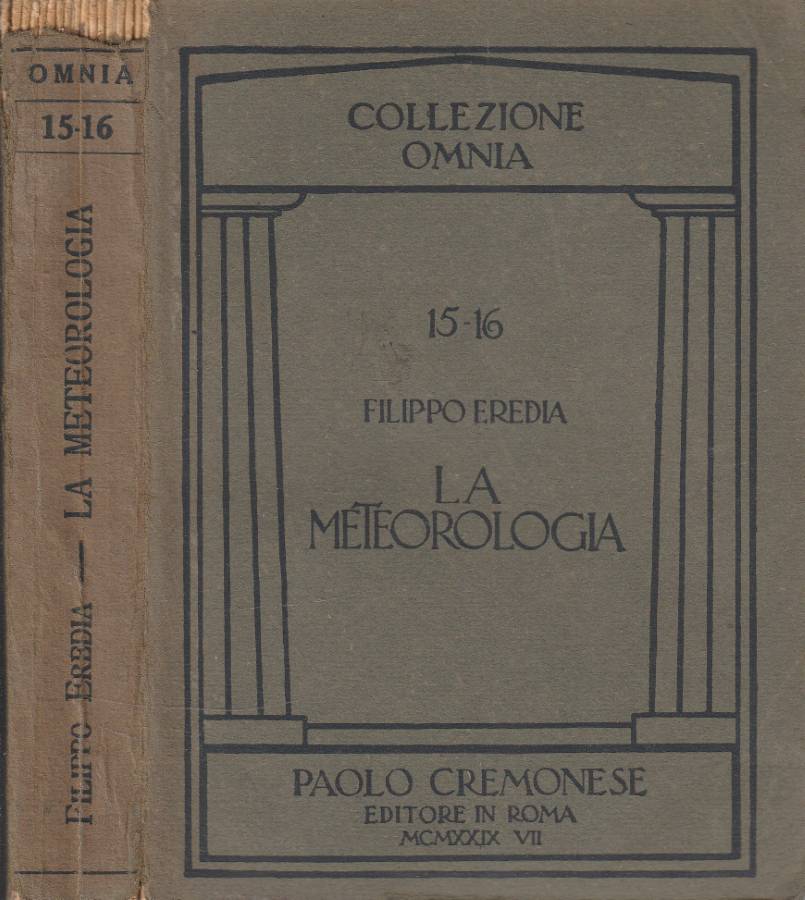 OMNIA
15-16
FILIPPO EREDIA — LA METEOROLOGIA
COLLEZIONE
OMNIA
15-16
FILIPPO EREDIA
LA
METEOROLOGIA
PAOLO CREMONESE
EDITORE IN ROMA
MCMXXIX VII